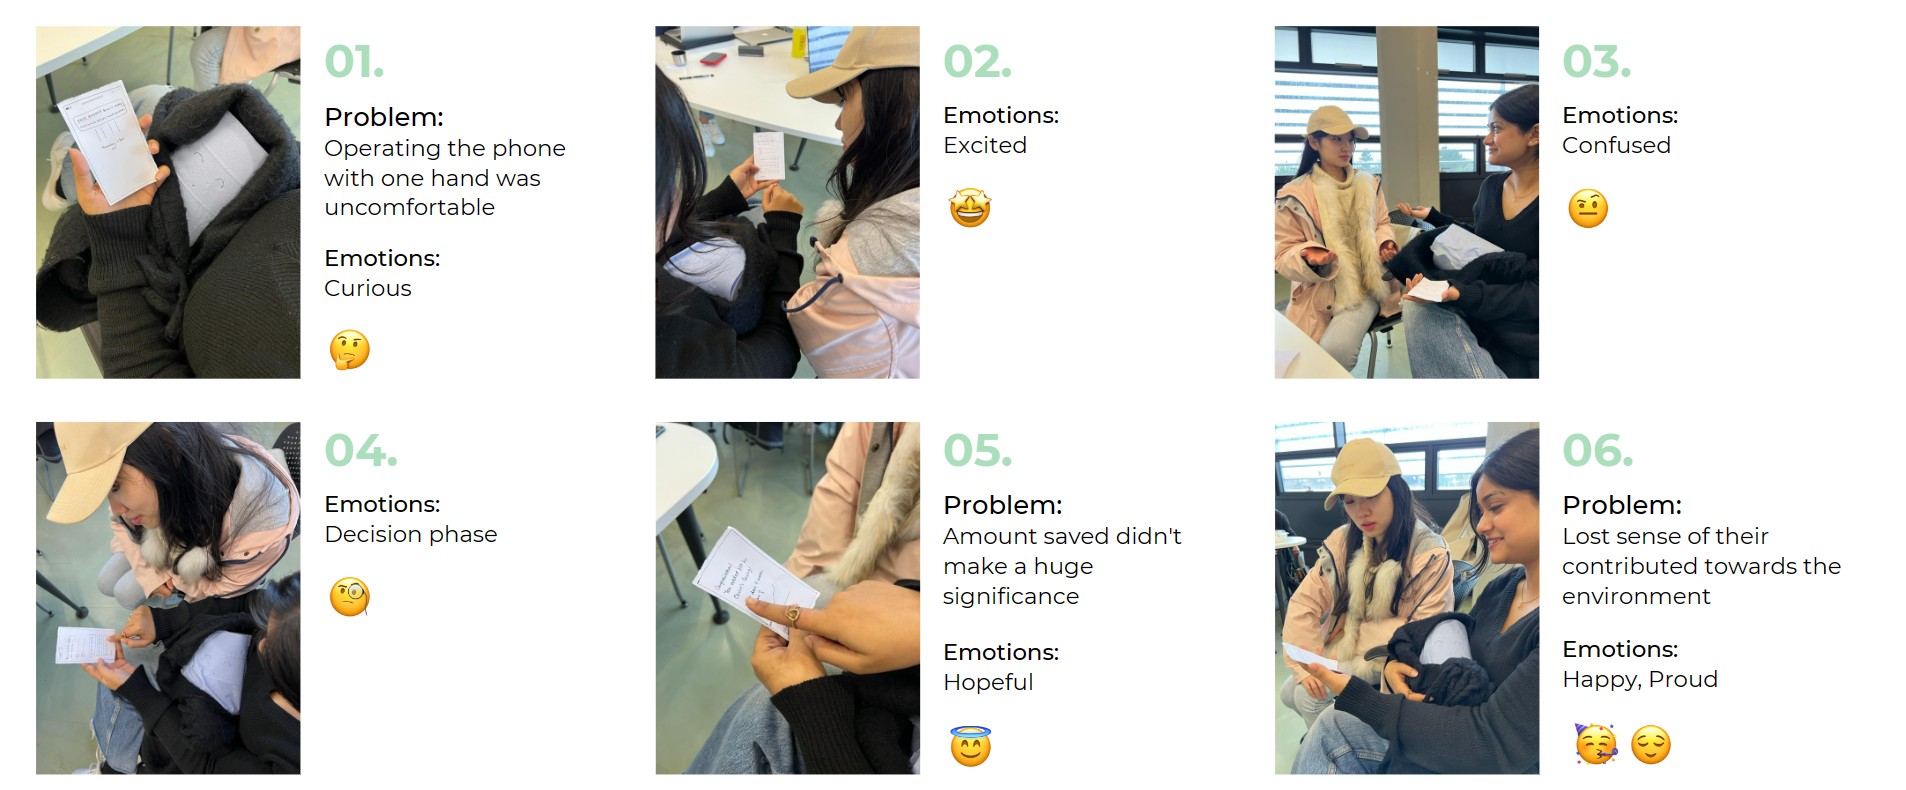 01.
Problem:
Operating the phone
with one hand was
uncomfortable
Emotions:
Curious
02.
Emotions:
Excited
03.
Emotions:
Confused
04.
Emotions:
Decision phase
05.
Problem:
Amount saved didn't
make a huge
significance
Emotions:
Hopeful
06.
Problem:
Lost sense of their
contributed towards the
environment
Emotions:
Happy, Proud